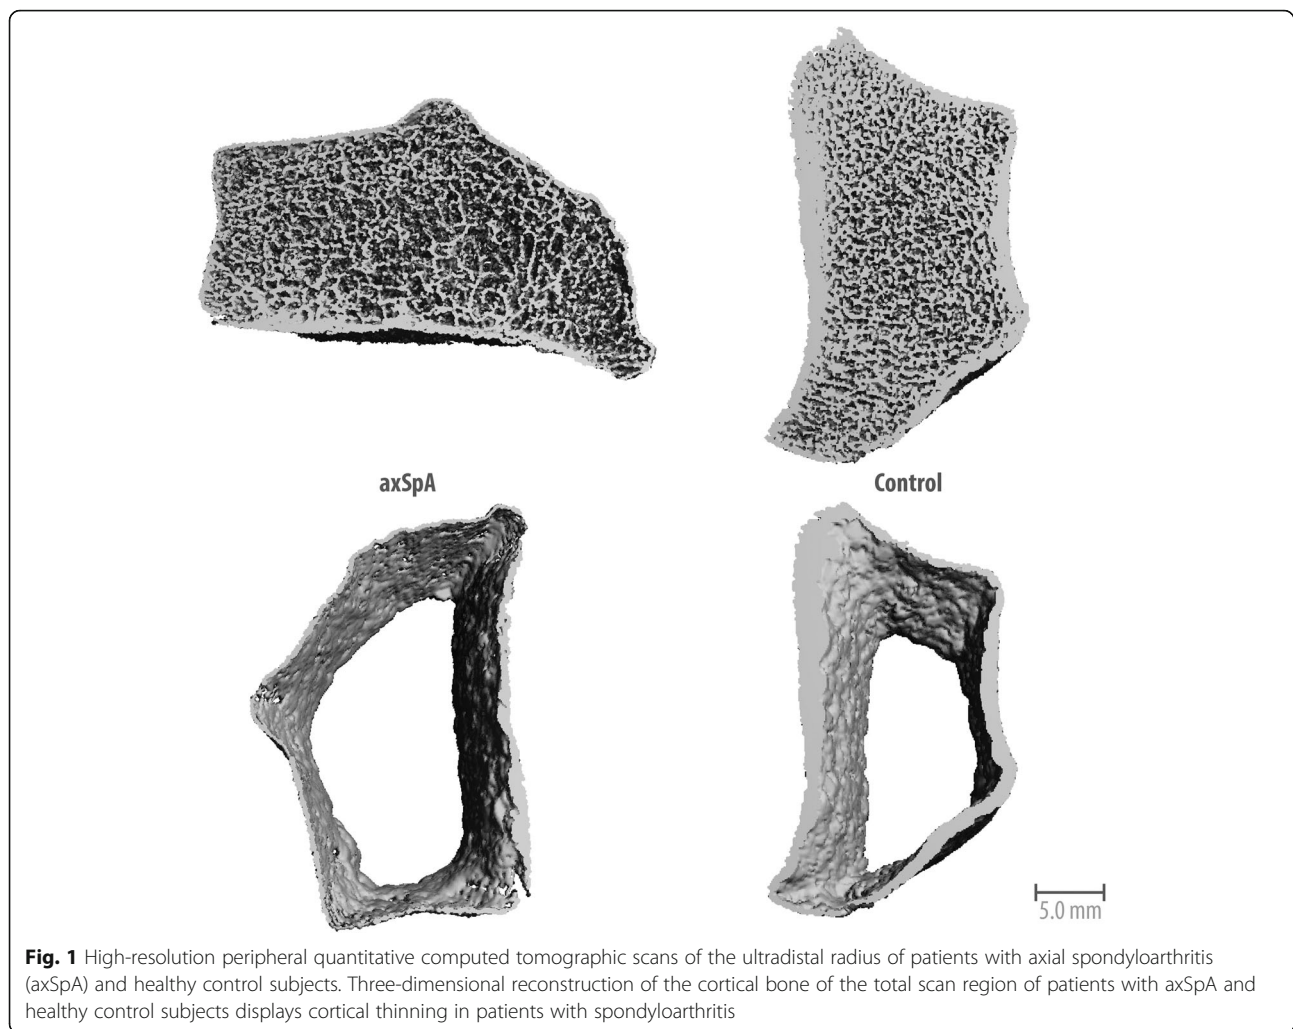 axSpA
Control
5.0 mm
Fig. 1 High-resolution peripheral quantitative computed tomographic scans of the ultradistal radius of patients with axial spondyloarthritis
(axSpA) and healthy control subjects. Three-dimensional reconstruction of the cortical bone of the total scan region of patients with axSpA and
healthy control subjects displays cortical thinning in patients with spondyloarthritis